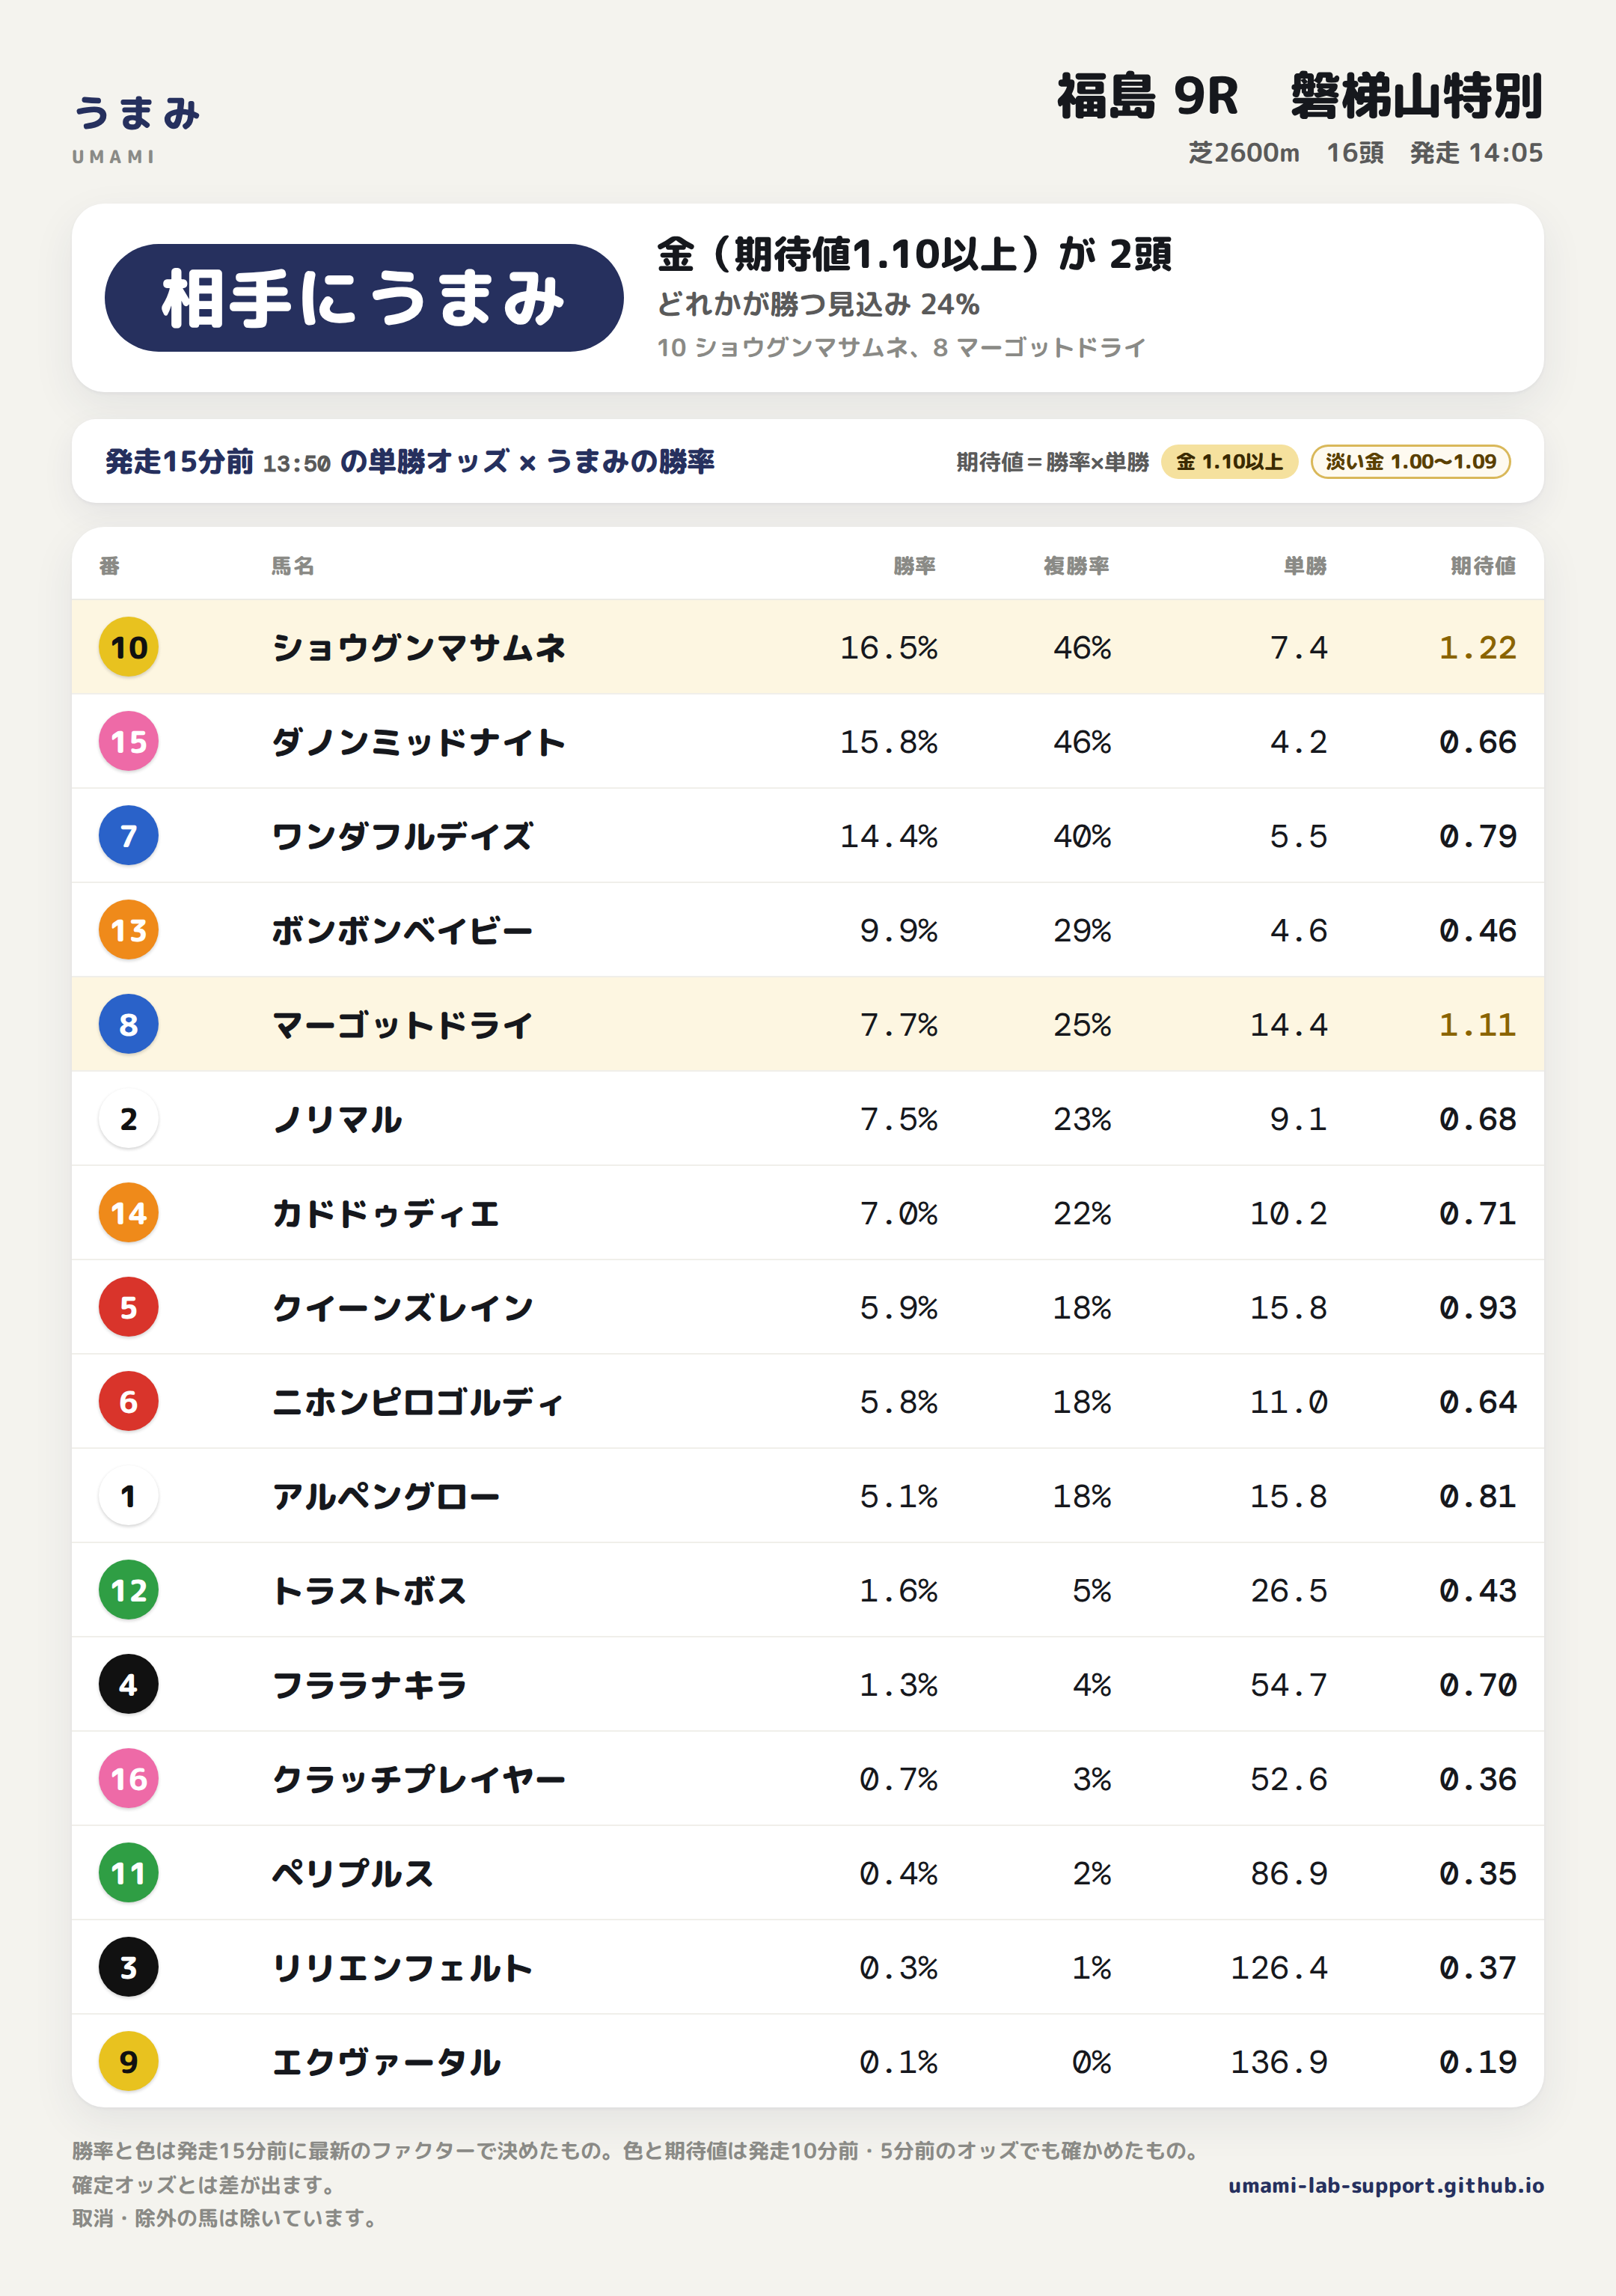 うまみ
UMAMI
福島 9R　磐梯山特別
芝2600m　16頭　発走 14:05
相手にうまみ
金（期待値1.10以上）が 2頭
どれかが勝つ見込み 24%
10 ショウグンマサムネ、8 マーゴットドライ
発走15分前 13:50 の単勝オッズ × うまみの勝率
期待値＝勝率×単勝 金 1.10以上 淡い金 1.00〜1.09
番 馬名 勝率 複勝率 単勝 期待値
10 ショウグンマサムネ 16.5% 46% 7.4 1.22
15 ダノンミッドナイト 15.8% 46% 4.2 0.66
7 ワンダフルデイズ 14.4% 40% 5.5 0.79
13 ボンボンベイビー 9.9% 29% 4.6 0.46
8 マーゴットドライ 7.7% 25% 14.4 1.11
2 ノリマル 7.5% 23% 9.1 0.68
14 カドドゥディエ 7.0% 22% 10.2 0.71
5 クイーンズレイン 5.9% 18% 15.8 0.93
6 ニホンピロゴルディ 5.8% 18% 11.0 0.64
1 アルペングロー 5.1% 18% 15.8 0.81
12 トラストボス 1.6% 5% 26.5 0.43
4 フララナキラ 1.3% 4% 54.7 0.70
16 クラッチプレイヤー 0.7% 3% 52.6 0.36
11 ペリプルス 0.4% 2% 86.9 0.35
3 リリエンフェルト 0.3% 1% 126.4 0.37
9 エクヴァータル 0.1% 0% 136.9 0.19
勝率と色は発走15分前に最新のファクターで決めたもの。色と期待値は発走10分前・5分前のオッズでも確かめたもの。
確定オッズとは差が出ます。
取消・除外の馬は除いています。
umami-lab-support.github.io